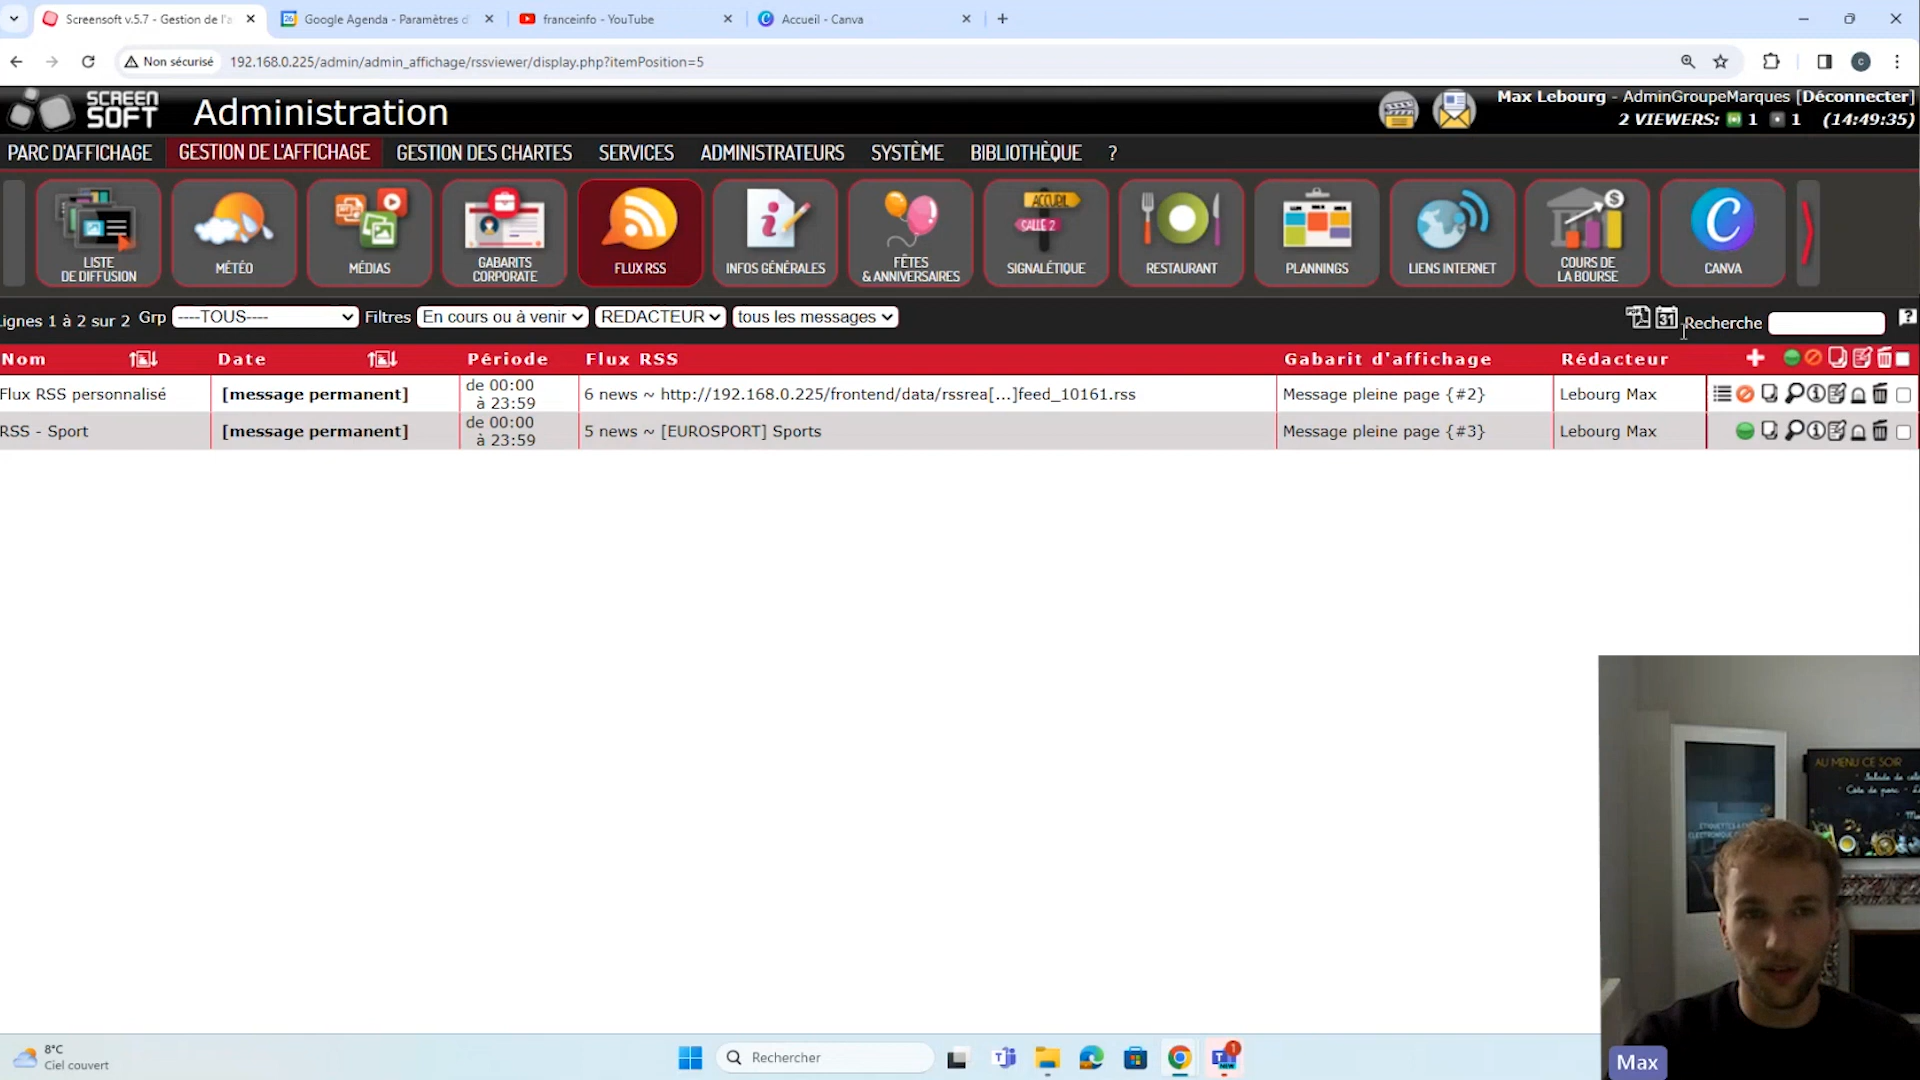 Screensoft v.5.7 - Gestion de l'a
Google Agenda - Paramètres d
franceinfo - YouTube
Accueil - Canva
Non sécurisé
192.168.0.225/admin/admin_affichage/rssviewer/display.php?itemPosition=5
SCREEN SOFT
Administration
Max Lebourg - AdminGroupeMarques [Déconnecter]
2 VIEWERS: 1 1 (14:49:35)
PARC D'AFFICHAGE GESTION DE L'AFFICHAGE GESTION DES CHARTES SERVICES ADMINISTRATEURS SYSTÈME BIBLIOTHÈQUE ?
LISTE DE DIFFUSION
MÉTÉO
MÉDIAS
GABARITS CORPORATE
FLUX RSS
INFOS GÉNÉRALES
FÊTES & ANNIVERSAIRES
ACCUEIL
SALLE 2
SIGNALÉTIQUE
RESTAURANT
PLANNINGS
LIENS INTERNET
COURS DE LA BOURSE
CANVA
ignes 1 à 2 sur 2 Grp ----TOUS---- Filtres En cours ou à venir REDACTEUR tous les messages 31 Recherche ?
Nom Date Période Flux RSS Gabarit d'affichage Rédacteur
Flux RSS personnalisé [message permanent] de 00:00 à 23:59 6 news ~ http://192.168.0.225/frontend/data/rssrea[...]feed_10161.rss Message pleine page {#2} Lebourg Max
RSS - Sport [message permanent] de 00:00 à 23:59 5 news ~ [EUROSPORT] Sports Message pleine page {#3} Lebourg Max
AU MENU CE SOIR
Max
8°C
Ciel couvert
Rechercher
1
NEW